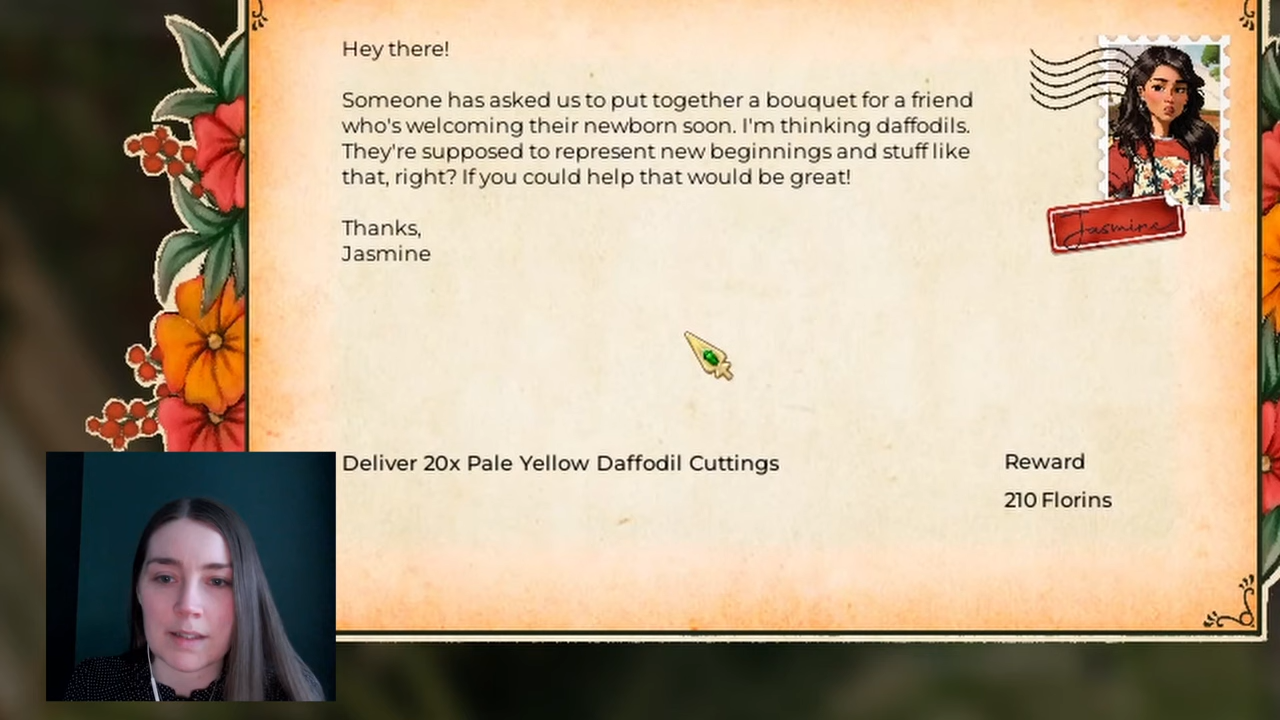 Hey there!
Someone has asked us to put together a bouquet for a friend
who's welcoming their newborn soon. I'm thinking daffodils.
They're supposed to represent new beginnings and stuff like
that, right? If you could help that would be great!
Thanks,
Jasmine
Jasmine
Deliver 20x Pale Yellow Daffodil Cuttings
Reward
210 Florins